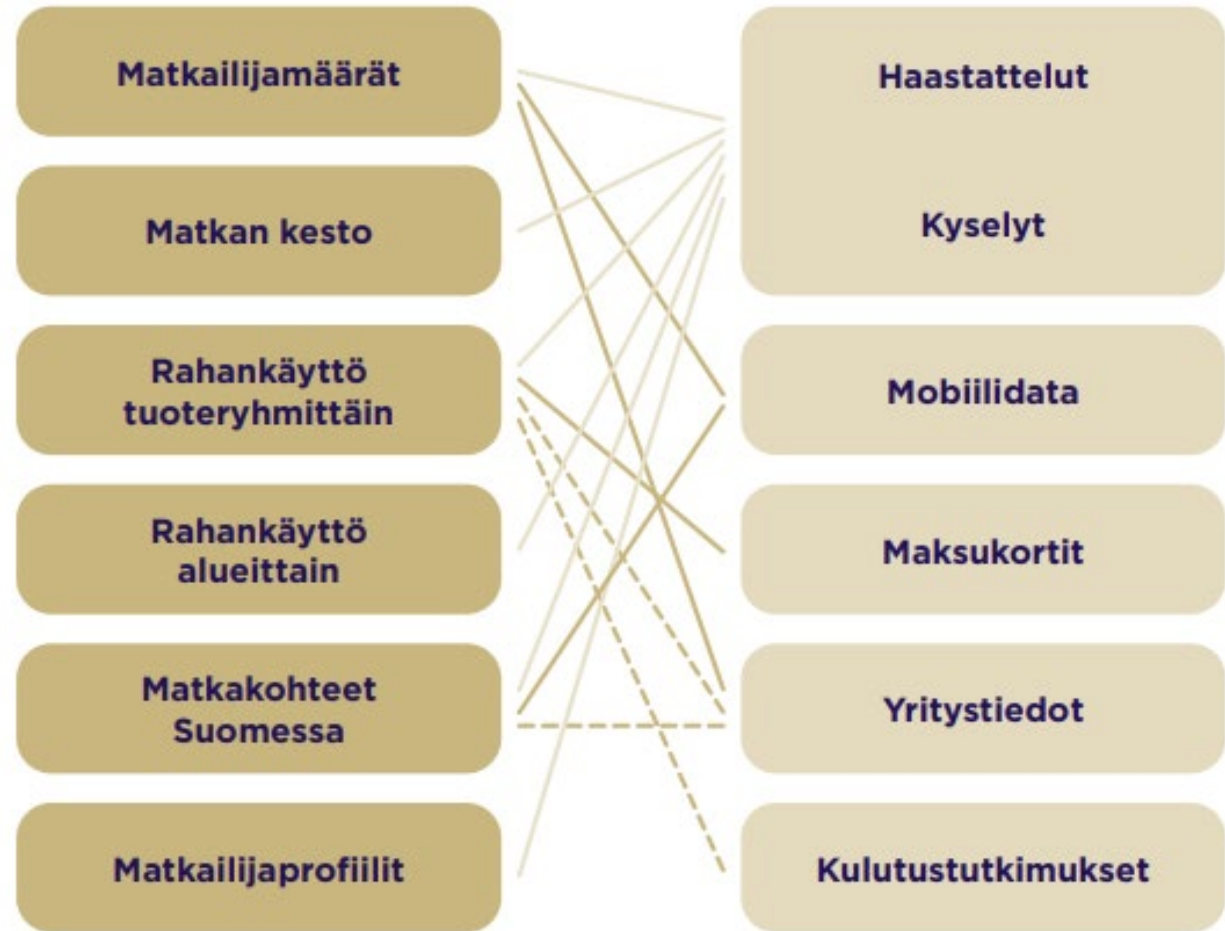 Matkailijamäärät
Matkan kesto
Rahankäyttö
tuoteryhmittäin
Rahankäyttö
alueittain
Matkakohteet
Suomessa
Matkailijaprofiilit
Haastattelut
Kyselyt
Mobiilidata
Maksukortit
Yritystiedot
Kulutustutkimukset